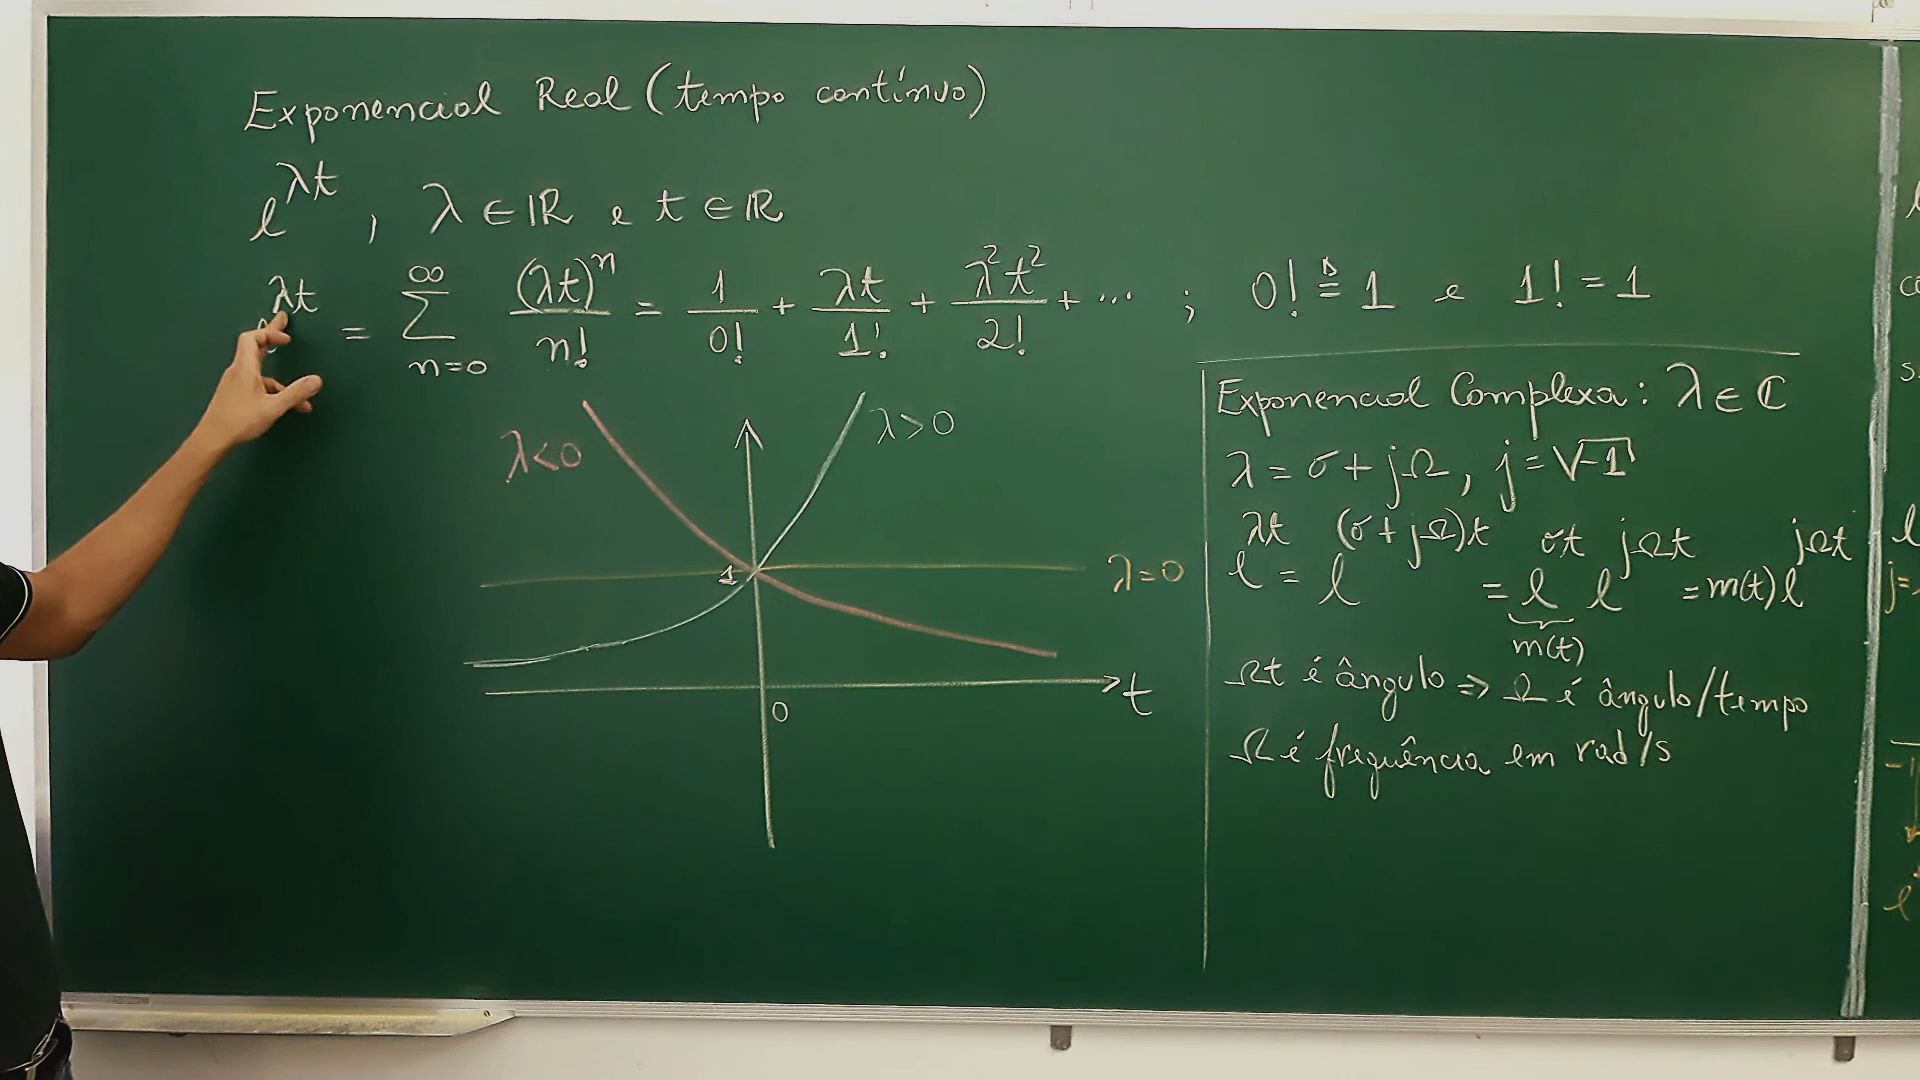 Exponencial Real (tempo contínuo)
e^{λt} , λ ∈ ℝ e t ∈ ℝ
e^{λt} = ∑_{n=0}^{∞} (λt)^n / n! = 1/0! + λt/1! + λ²t²/2! + ... ; 0! ≜ 1 e 1! = 1
λ<0
λ>0
1
λ=0
t
0
Exponencial Complexa: λ ∈ ℂ
λ = σ + jΩ, j = √-1
e^{λt} = e^{(σ+jΩ)t} = e^{σt} e^{jΩt} = m(t) e^{jΩt}
m(t)
Ωt é ângulo => Ω é ângulo/tempo
Ω é frequência em rad/s